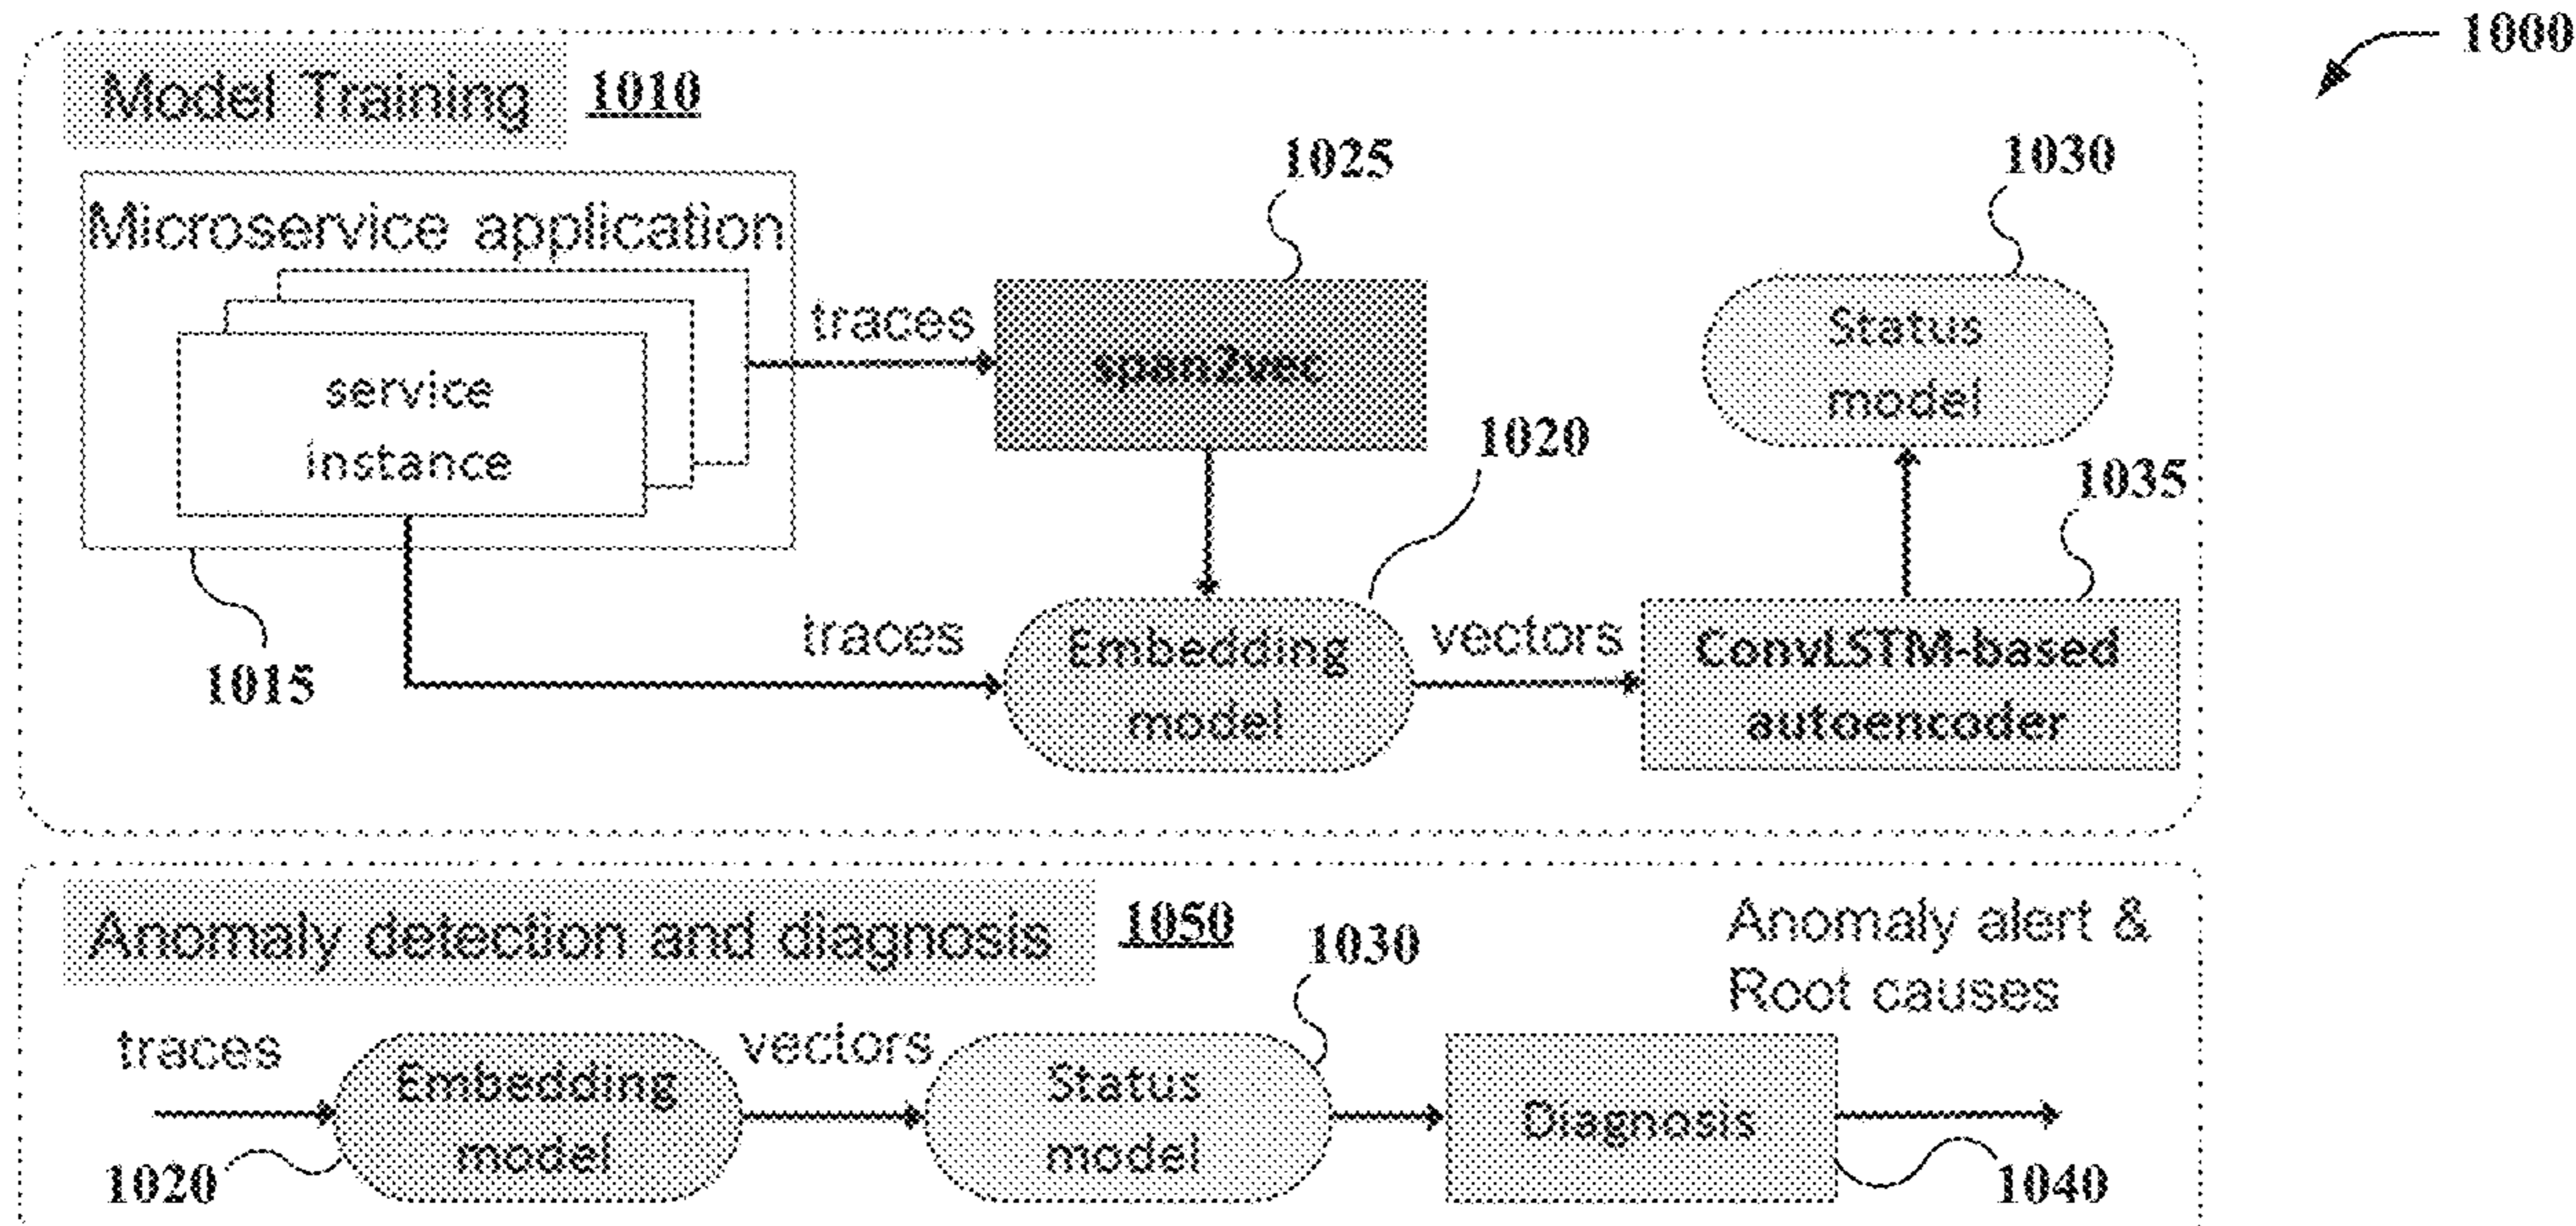 1000
Model Training 1010
Microservice application
service
instance
1015
traces
1025
span2vec
1030
Status
model
1020
1035
traces
Embedding
model
vectors
ConvLSTM-based
autoencoder
Anomaly detection and diagnosis 1050
Anomaly alert &
Root causes
traces
Embedding
model
1020
vectors
1030
Status
model
Diagnosis
1040